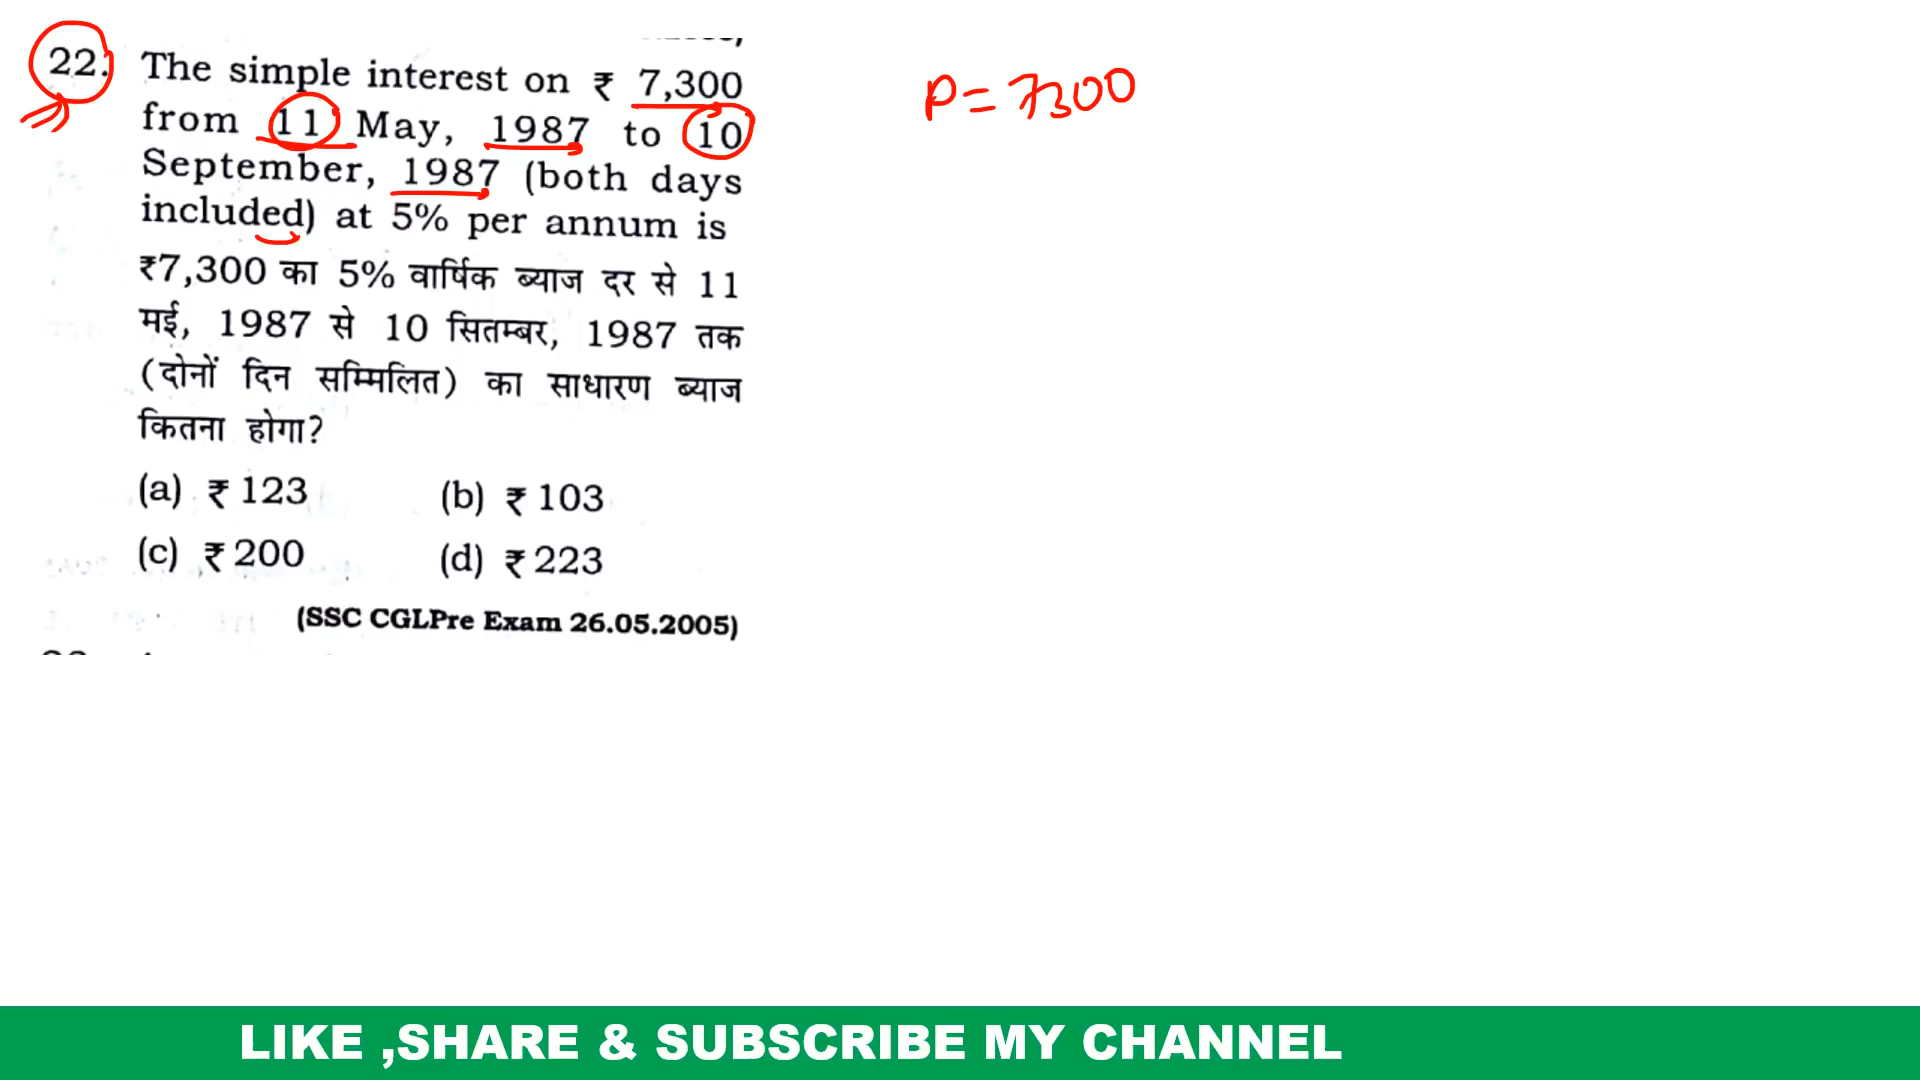 22. The simple interest on ₹ 7,300
from 11 May, 1987 to 10
September, 1987 (both days
included) at 5% per annum is
₹7,300 का 5% वार्षिक ब्याज दर से 11
मई, 1987 से 10 सितम्बर, 1987 तक
(दोनों दिन सम्मिलित) का साधारण ब्याज
कितना होगा?
(a) ₹ 123 (b) ₹ 103
(c) ₹ 200 (d) ₹ 223
(SSC CGLPre Exam 26.05.2005)
P= 7300
LIKE ,SHARE & SUBSCRIBE MY CHANNEL